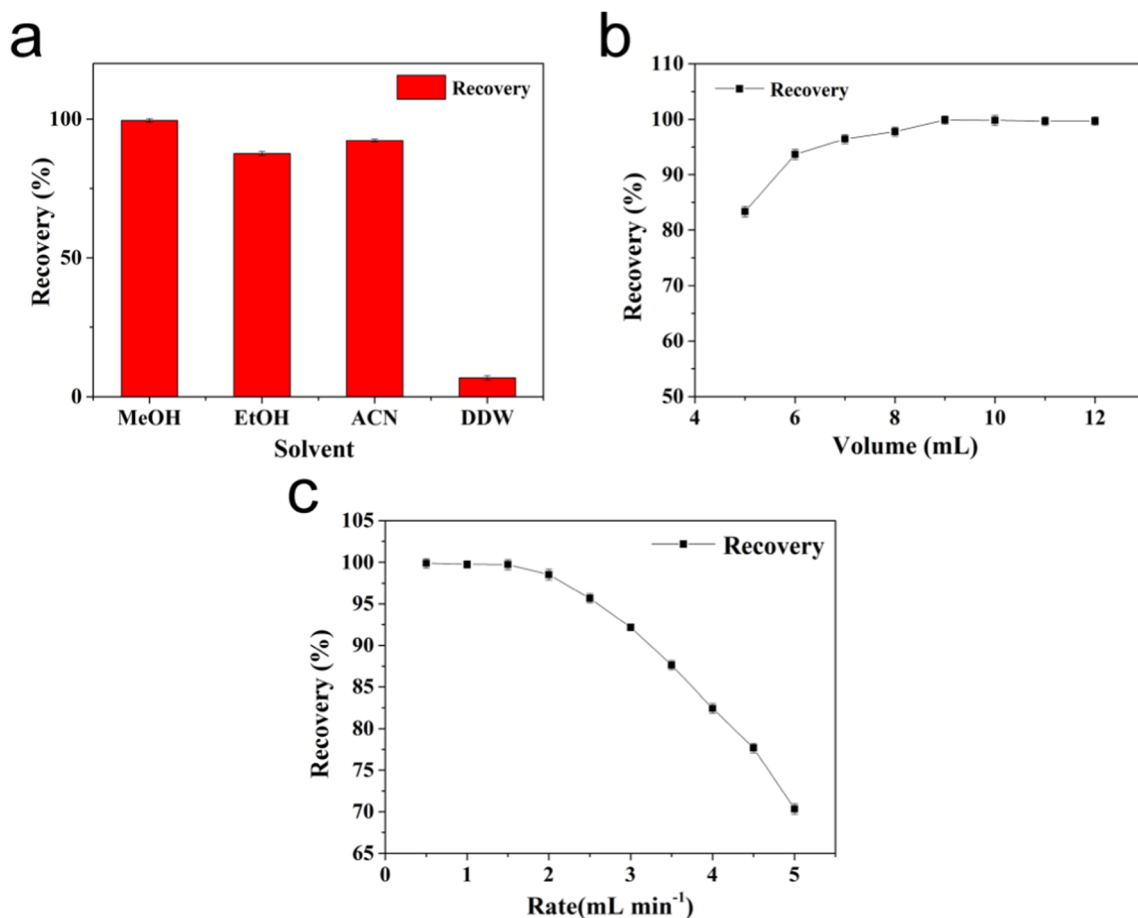 a
Recovery
100
50
0
Recovery (%)
MeOH EtOH ACN DDW
Solvent
b
Recovery
110
100
90
80
70
60
50
Recovery (%)
4 6 8 10 12
Volume (mL)
c
Recovery
105
100
95
90
85
80
75
70
65
Recovery (%)
0 1 2 3 4 5
Rate(mL min⁻¹)